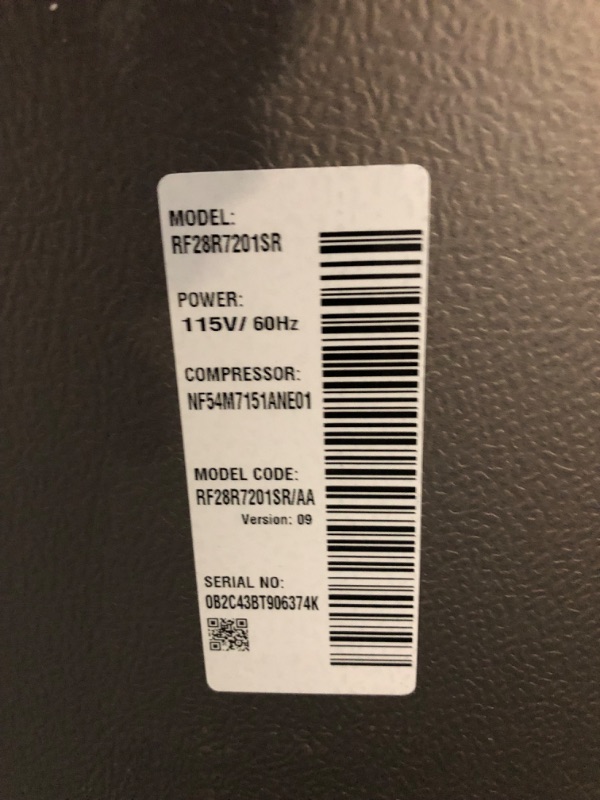 MODEL:
RF28R7201SR
POWER:
115V/ 60Hz
COMPRESSOR:
NF54M7151ANE01
MODEL CODE:
RF28R7201SR/AA
Version: 09
SERIAL NO:
0B2C43BT906374K